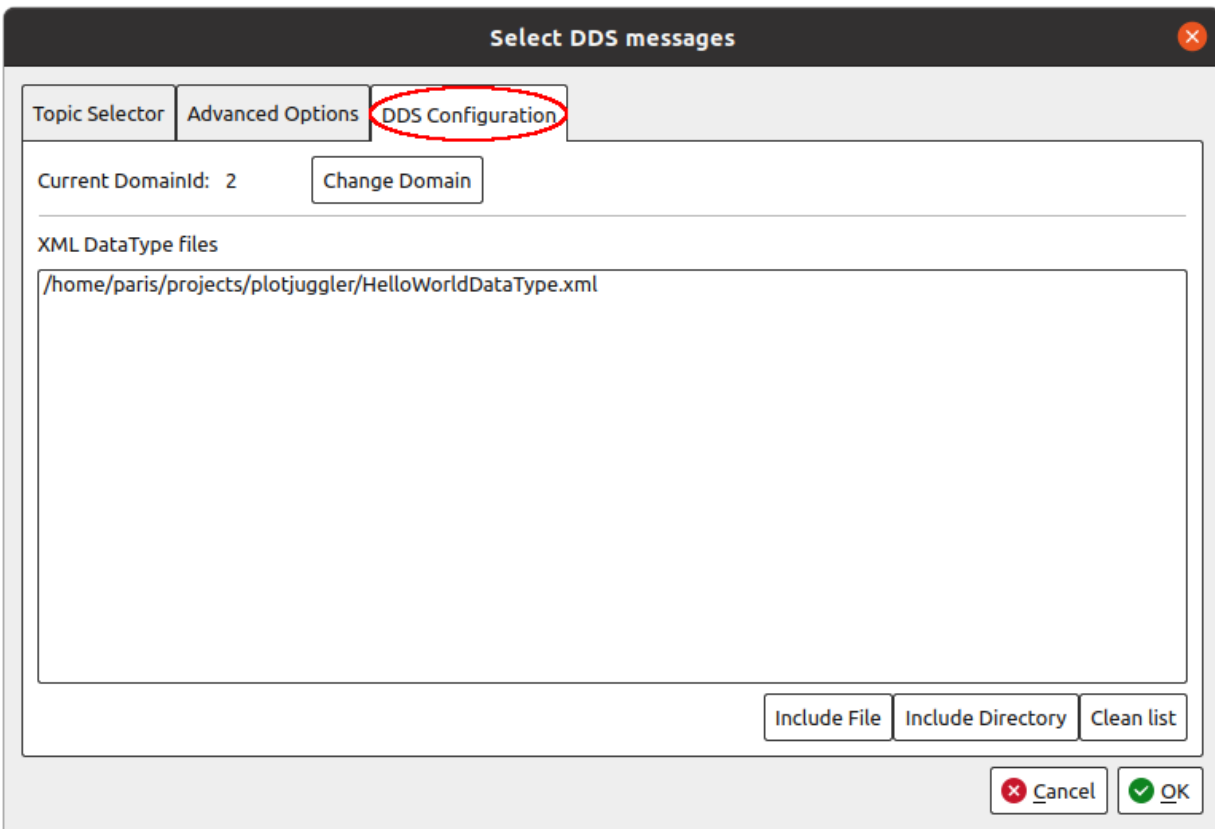 Select DDS messages
Topic Selector Advanced Options DDS Configuration
Current DomainId: 2 Change Domain
XML DataType files
/home/paris/projects/plotjuggler/HelloWorldDataType.xml
Include File Include Directory Clean list
Cancel OK